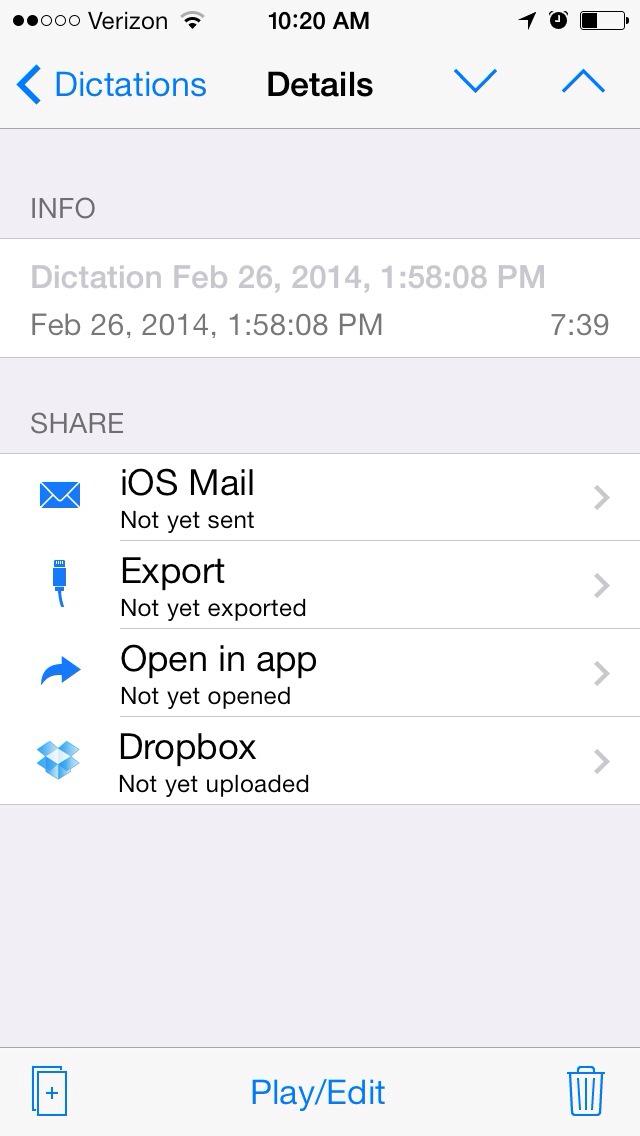 Verizon 10:20 AM
Dictations Details
INFO
Dictation Feb 26, 2014, 1:58:08 PM
Feb 26, 2014, 1:58:08 PM 7:39
SHARE
iOS Mail
Not yet sent
Export
Not yet exported
Open in app
Not yet opened
Dropbox
Not yet uploaded
Play/Edit